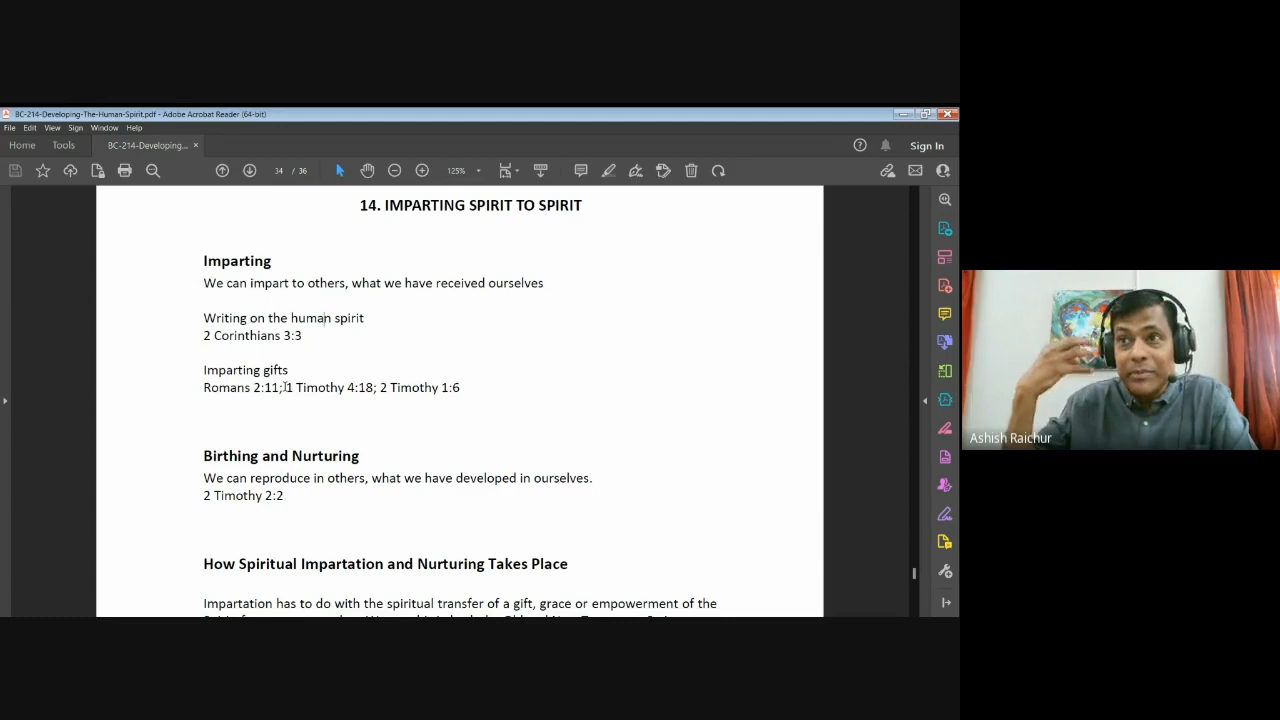 BC-214-Developing-The-Human-Spirit.pdf - Adobe Acrobat Reader (64-bit)
File Edit View Sign Window Help
Home Tools BC-214-Developing... × Sign In
34 / 36 125%
14. IMPARTING SPIRIT TO SPIRIT
Imparting
We can impart to others, what we have received ourselves
Writing on the human spirit
2 Corinthians 3:3
Imparting gifts
Romans 2:11; 1 Timothy 4:18; 2 Timothy 1:6
Birthing and Nurturing
We can reproduce in others, what we have developed in ourselves.
2 Timothy 2:2
How Spiritual Impartation and Nurturing Takes Place
Impartation has to do with the spiritual transfer of a gift, grace or empowerment of the
Ashish Raichur